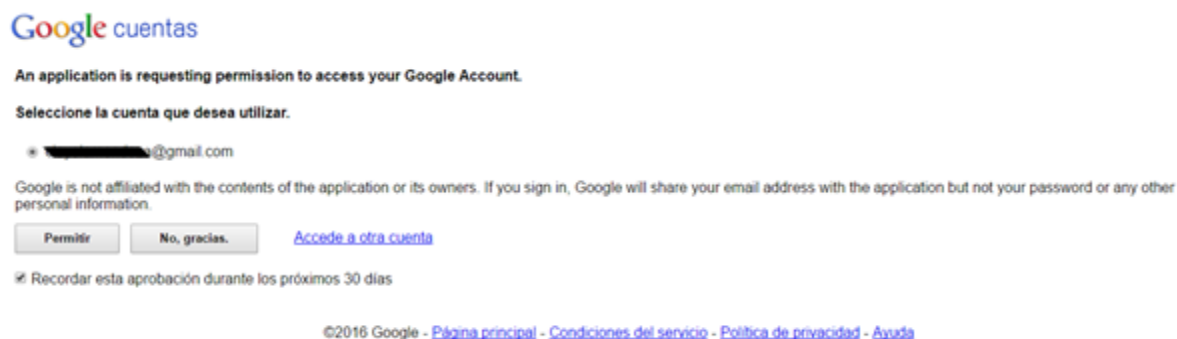 Google cuentas
An application is requesting permission to access your Google Account.
Seleccione la cuenta que desea utilizar.
@gmail.com
Google is not affiliated with the contents of the application or its owners. If you sign in, Google will share your email address with the application but not your password or any other
personal information.
Permitir No, gracias. Accede a otra cuenta
Recordar esta aprobación durante los próximos 30 días
©2016 Google - Página principal - Condiciones del servicio - Política de privacidad - Ayuda